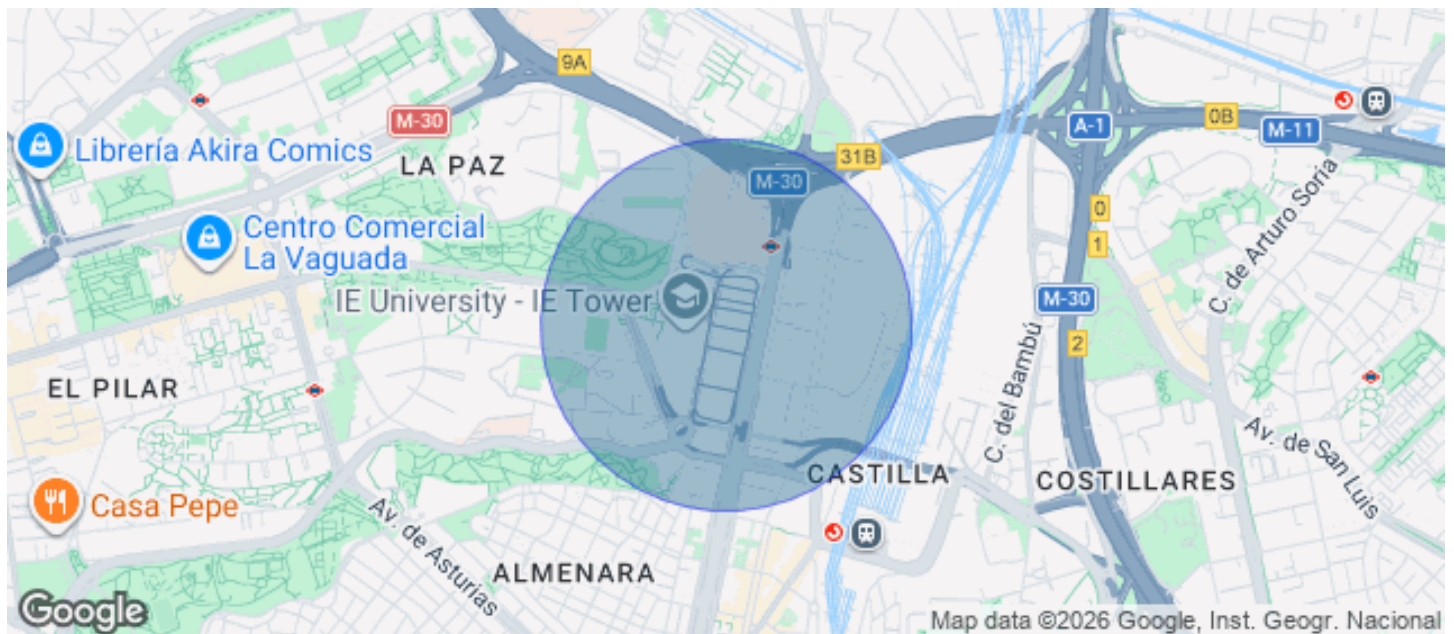 9A
M-30
LA PAZ
Librería Akira Comics
Centro Comercial
La Vaguada
31B
M-30
A-1
0B
M-11
0
1
C. de Arturo Soria
IE University - IE Tower
M-30
2
EL PILAR
C. del Bambú
Av. de San Luis
CASTILLA
COSTILLARES
Casa Pepe
Av. de Asturias
ALMENARA
Google
Map data ©2026 Google, Inst. Geogr. Nacional